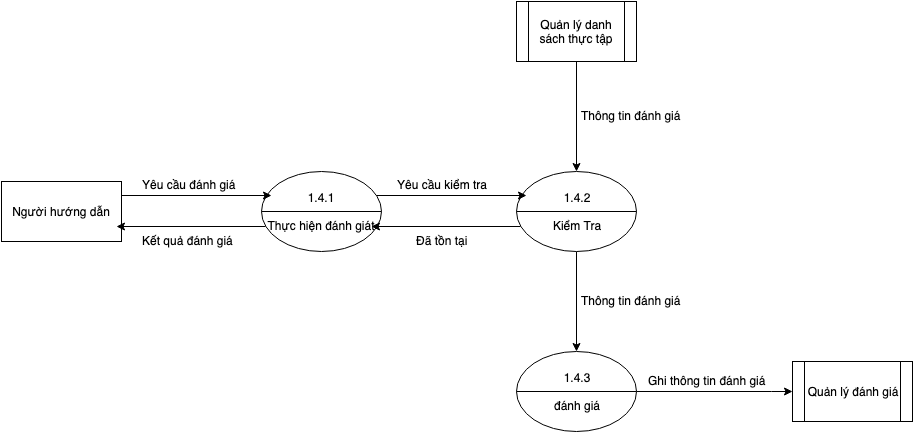 Quản lý danh
sách thực tập
Thông tin đánh giá
Yêu cầu đánh giá
Yêu cầu kiểm tra
1.4.1
1.4.2
Người hướng dẫn
Thực hiện đánh giát
Kiểm Tra
Kết quả đánh giá
Đã tồn tại
Thông tin đánh giá
1.4.3
Ghi thông tin đánh giá
Quản lý đánh giá
đánh giá